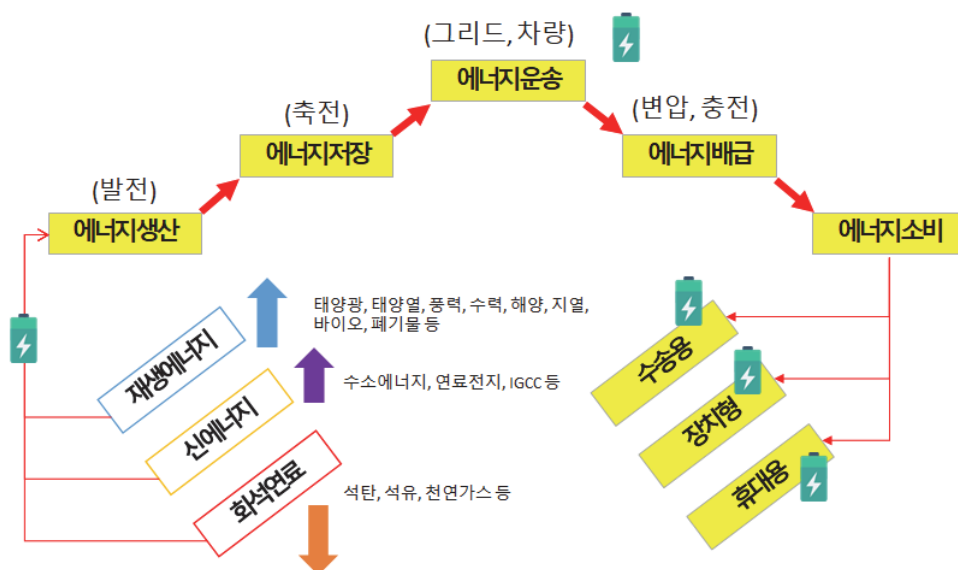 (그리드, 차량)
에너지운송
(축전)
에너지저장
(변압, 충전)
에너지배급
(발전)
에너지생산
에너지소비
재생에너지
태양광, 태양열, 풍력, 수력, 해양, 지열,
바이오, 폐기물 등
신에너지
수소에너지, 연료전지, IGCC 등
화석연료
석탄, 석유, 천연가스 등
수송용
장치형
휴대용